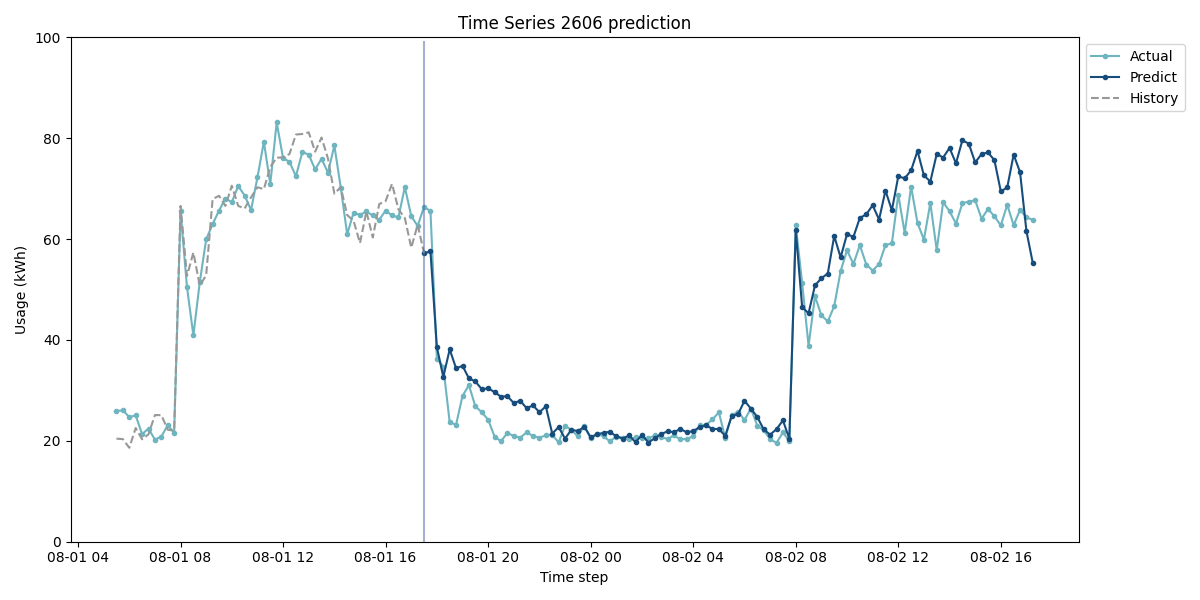 Time Series 2606 prediction
Usage (kWh)
100
80
60
40
20
0
08-01 04
08-01 08
08-01 12
08-01 16
08-01 20
08-02 00
08-02 04
08-02 08
08-02 12
08-02 16
Time step
Actual
Predict
History